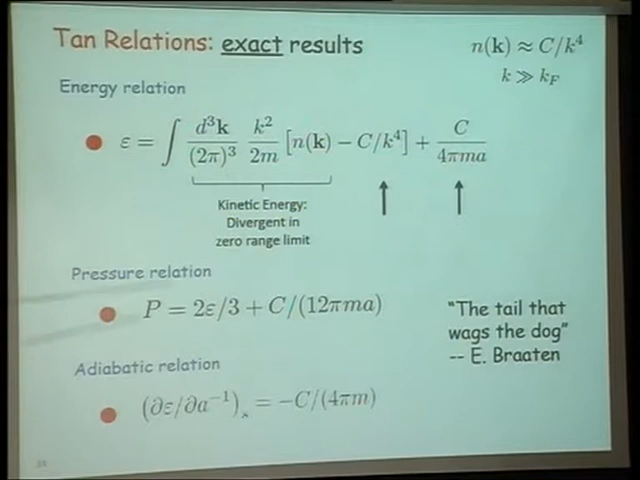 Tan Relations: exact results
n(k) ≈ C/k⁴
k ≫ k_F
Energy relation
ε = ∫ d³k/(2π)³ k²/2m [n(k) − C/k⁴] + C/4πma
Kinetic Energy:
Divergent in
zero range limit
Pressure relation
P = 2ε/3 + C/(12πma)
"The tail that
wags the dog"
-- E. Braaten
Adiabatic relation
(∂ε/∂a⁻¹)ₛ = −C/(4πm)